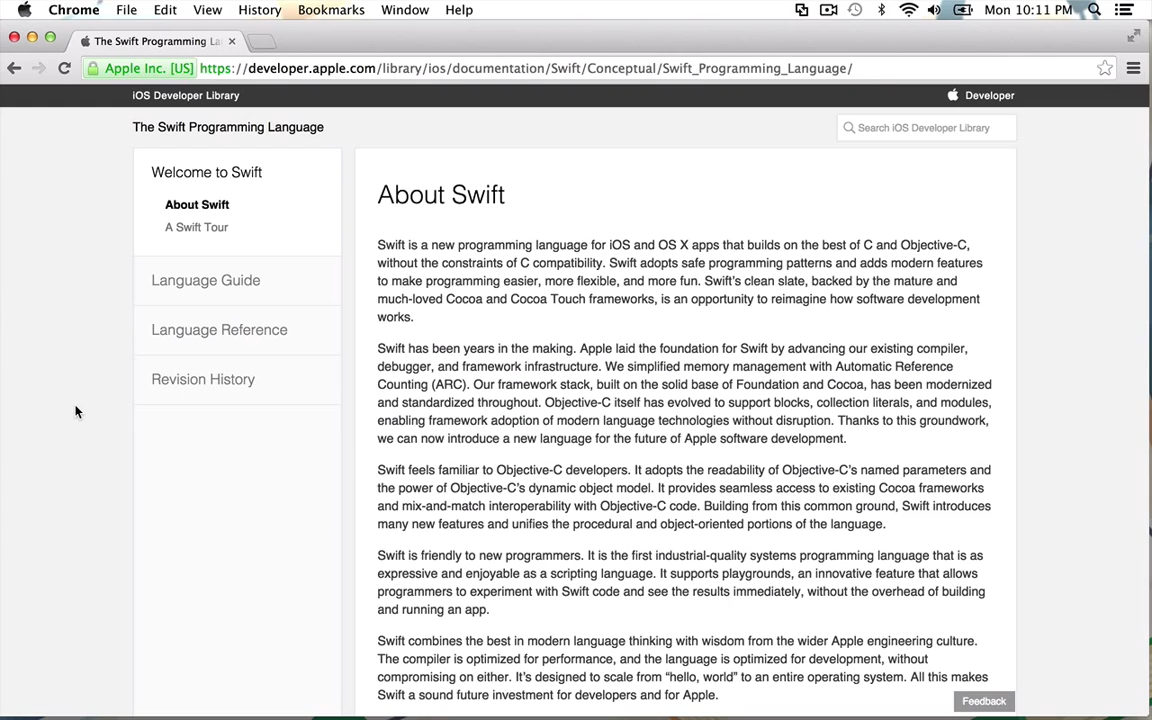 Chrome File Edit View History Bookmarks Window Help Mon 10:11 PM
The Swift Programming La
Apple Inc. [US] https://developer.apple.com/library/ios/documentation/Swift/Conceptual/Swift_Programming_Language/
iOS Developer Library Developer
The Swift Programming Language Search iOS Developer Library
Welcome to Swift
About Swift
A Swift Tour
Language Guide
Language Reference
Revision History
About Swift
Swift is a new programming language for iOS and OS X apps that builds on the best of C and Objective-C,
without the constraints of C compatibility. Swift adopts safe programming patterns and adds modern features
to make programming easier, more flexible, and more fun. Swift’s clean slate, backed by the mature and
much-loved Cocoa and Cocoa Touch frameworks, is an opportunity to reimagine how software development
works.
Swift has been years in the making. Apple laid the foundation for Swift by advancing our existing compiler,
debugger, and framework infrastructure. We simplified memory management with Automatic Reference
Counting (ARC). Our framework stack, built on the solid base of Foundation and Cocoa, has been modernized
and standardized throughout. Objective-C itself has evolved to support blocks, collection literals, and modules,
enabling framework adoption of modern language technologies without disruption. Thanks to this groundwork,
we can now introduce a new language for the future of Apple software development.
Swift feels familiar to Objective-C developers. It adopts the readability of Objective-C’s named parameters and
the power of Objective-C’s dynamic object model. It provides seamless access to existing Cocoa frameworks
and mix-and-match interoperability with Objective-C code. Building from this common ground, Swift introduces
many new features and unifies the procedural and object-oriented portions of the language.
Swift is friendly to new programmers. It is the first industrial-quality systems programming language that is as
expressive and enjoyable as a scripting language. It supports playgrounds, an innovative feature that allows
programmers to experiment with Swift code and see the results immediately, without the overhead of building
and running an app.
Swift combines the best in modern language thinking with wisdom from the wider Apple engineering culture.
The compiler is optimized for performance, and the language is optimized for development, without
compromising on either. It’s designed to scale from “hello, world” to an entire operating system. All this makes
Swift a sound future investment for developers and for Apple.
Feedback